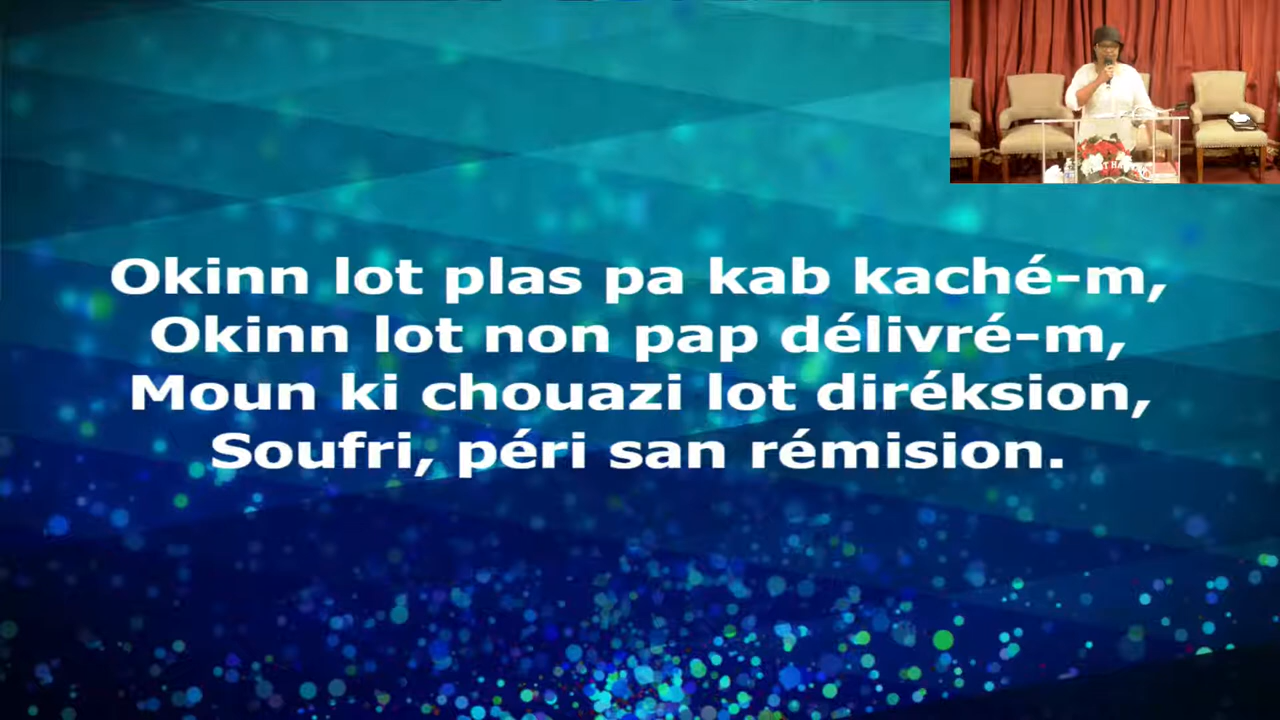 Okinn lot plas pa kab kaché-m,
Okinn lot non pap délivré-m,
Moun ki chouazi lot diréksion,
Soufri, péri san rémision.